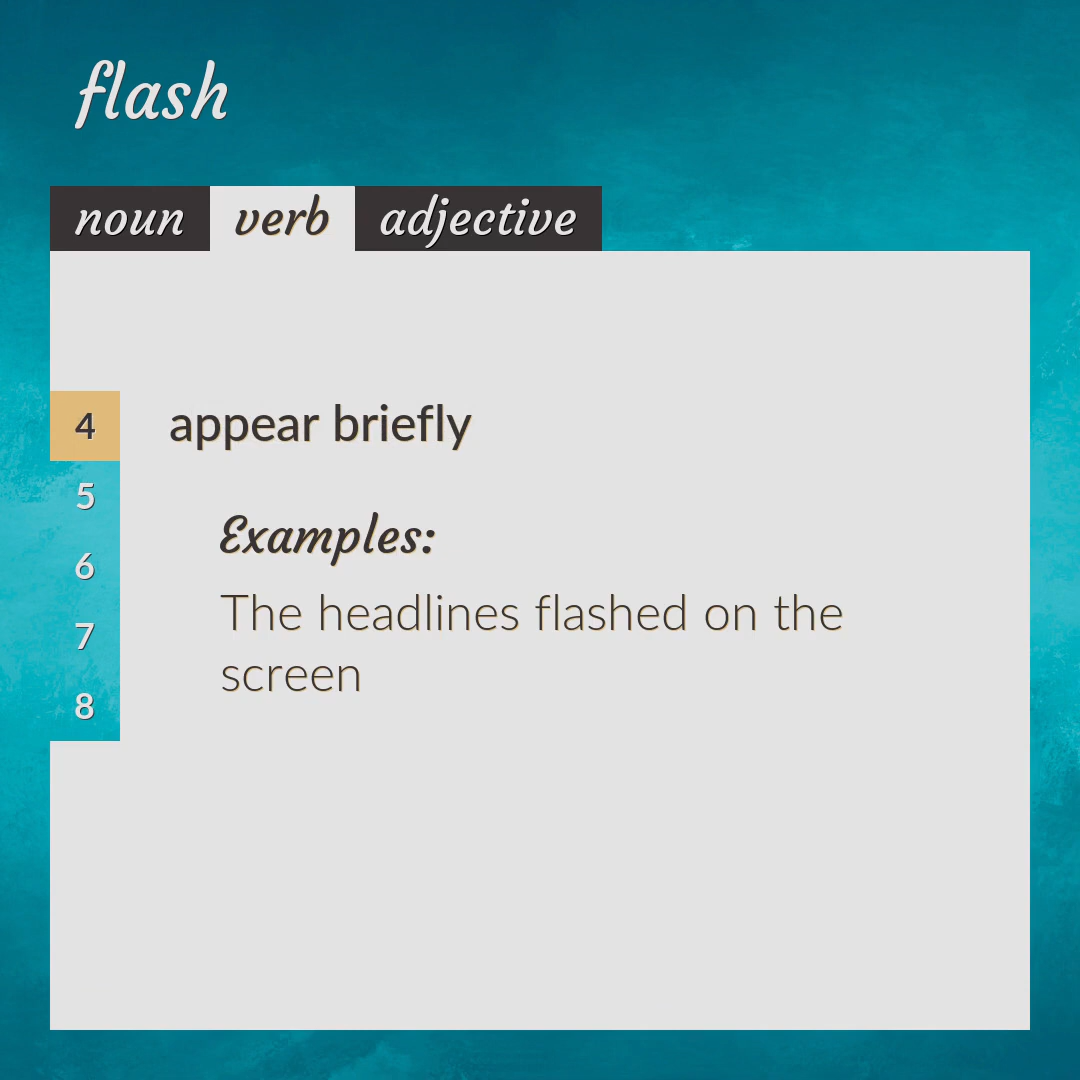 flash
noun verb adjective
4 appear briefly
5
Examples:
6
The headlines flashed on the
7
screen
8